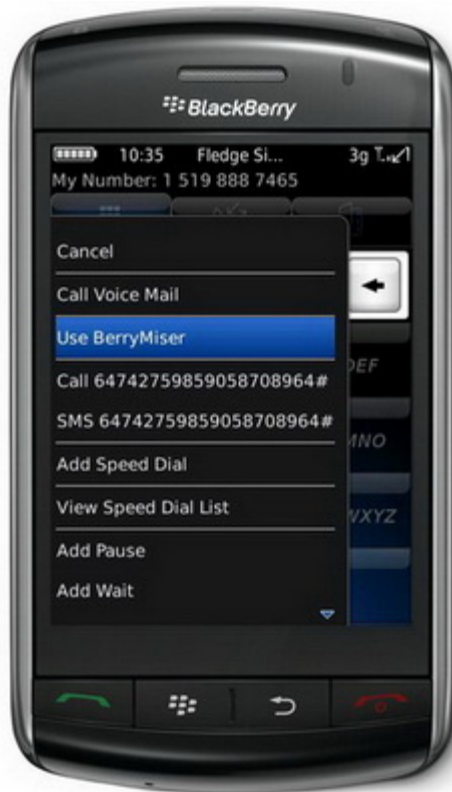 BlackBerry
10:35 Fledge Si... 3g
My Number: 1 519 888 7465
Cancel
Call Voice Mail
Use BerryMiser
Call 64742759859058708964#
SMS 64742759859058708964#
Add Speed Dial
View Speed Dial List
Add Pause
Add Wait
DEF
MNO
WXYZ